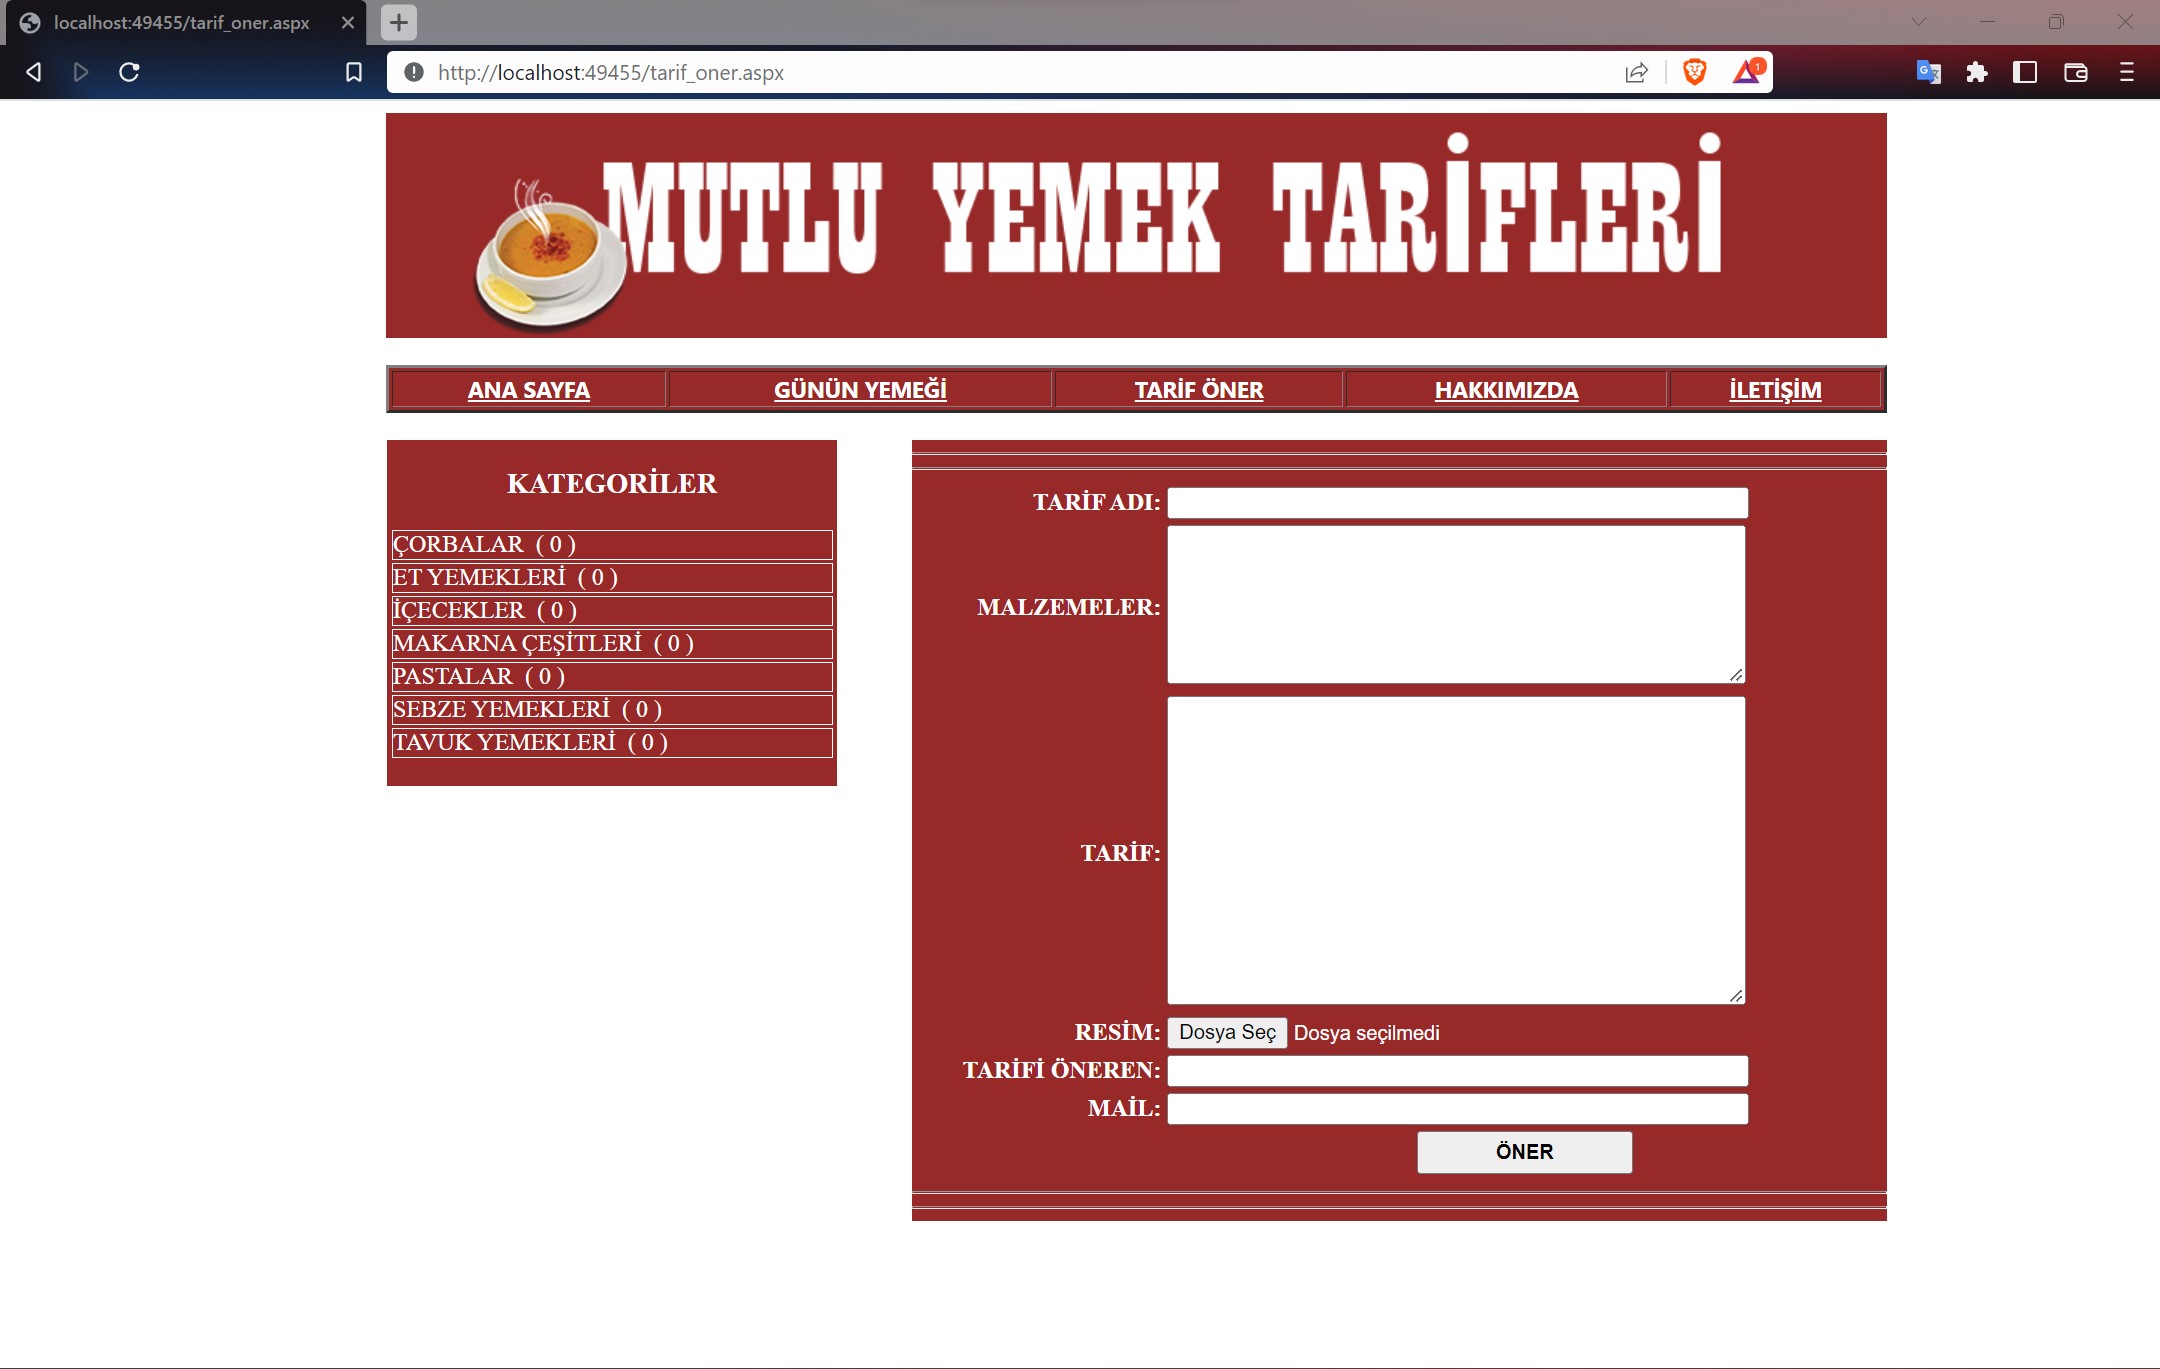 localhost:49455/tarif_oner.aspx
http://localhost:49455/tarif_oner.aspx
1
MUTLU YEMEK TARİFLERİ
ANA SAYFA GÜNÜN YEMEĞİ TARİF ÖNER HAKKIMIZDA İLETİŞİM
KATEGORİLER
ÇORBALAR ( 0 )
ET YEMEKLERİ ( 0 )
İÇECEKLER ( 0 )
MAKARNA ÇEŞİTLERİ ( 0 )
PASTALAR ( 0 )
SEBZE YEMEKLERİ ( 0 )
TAVUK YEMEKLERİ ( 0 )
TARİF ADI:
MALZEMELER:
TARİF:
RESİM: Dosya Seç Dosya seçilmedi
TARİFİ ÖNEREN:
MAİL:
ÖNER